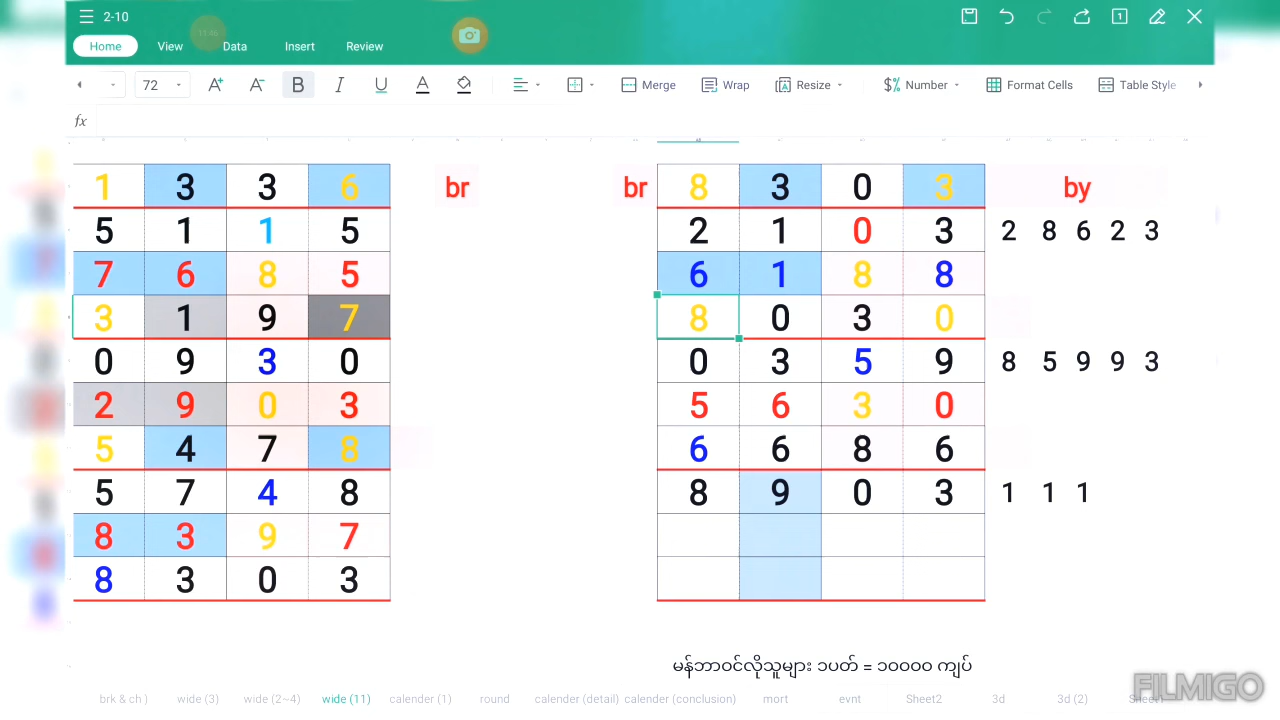 2-10
Home View Data Insert Review
72 A+ A- B I U A Merge Wrap Resize $% Number Format Cells Table Style
fx
1 3 3 6 br br 8 3 0 3 by
5 1 1 5 2 1 0 3 2 8 6 2 3
7 6 8 5 6 1 8 8
3 1 9 7 8 0 3 0
0 9 3 0 0 3 5 9 8 5 9 9 3
2 9 0 3 5 6 3 0
5 4 7 8 6 6 8 6
5 7 4 8 8 9 0 3 1 1 1
8 3 9 7
8 3 0 3
မန်ဘာဝင်လိုသူများ ၁ပတ် = ၁၀၀၀၀ ကျပ်
brk & ch ) wide (3) wide (2~4) wide (11) calender (1) round calender (detail) calender (conclusion) mort evnt Sheet2 3d 3d (2)
FILMIGO